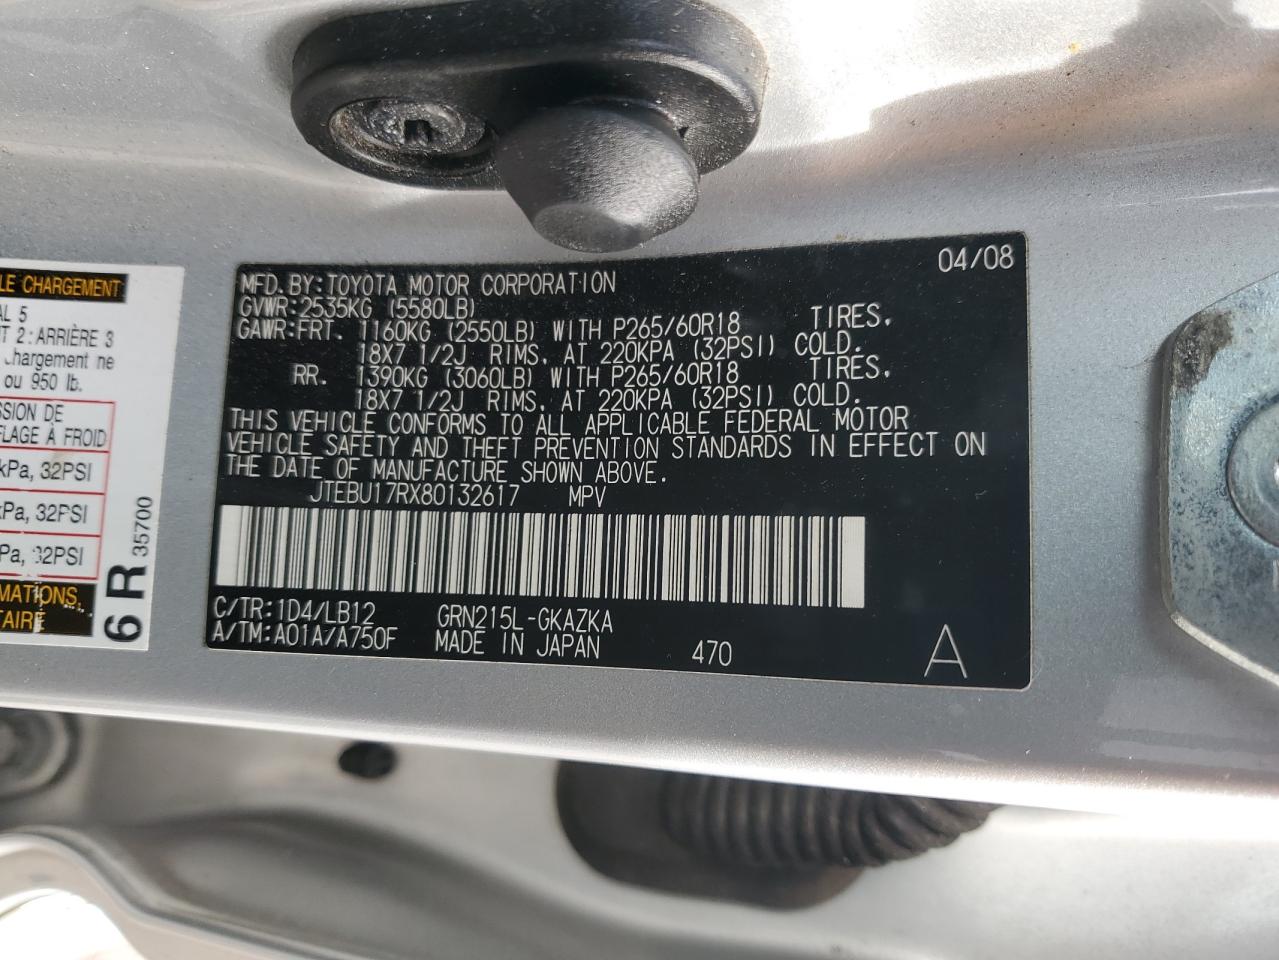 LE CHARGEMENT
AL 5
T 2: ARRIÈRE 3
hargement ne
ou 950 lb.
SSION DE
FLAGE À FROID
kPa, 32PSI
kPa, 32PSI
Pa, 32PSI
MATIONS,
TAIRE
6 R 35700
04/08
MFD. BY: TOYOTA MOTOR CORPORATION
GVWR: 2535KG (5580LB)
GAWR: FRT. 1160KG (2550LB) WITH P265/60R18 TIRES,
18X7 1/2J RIMS, AT 220KPA (32PSI) COLD.
RR. 1390KG (3060LB) WITH P265/60R18 TIRES,
18X7 1/2J RIMS, AT 220KPA (32PSI) COLD.
THIS VEHICLE CONFORMS TO ALL APPLICABLE FEDERAL MOTOR
VEHICLE SAFETY AND THEFT PREVENTION STANDARDS IN EFFECT ON
THE DATE OF MANUFACTURE SHOWN ABOVE.
JTEBU17RX80132617 MPV
C/TR: 1D4/LB12 GRN215L-GKAZKA
A/TM: A01A/A750F MADE IN JAPAN 470 A